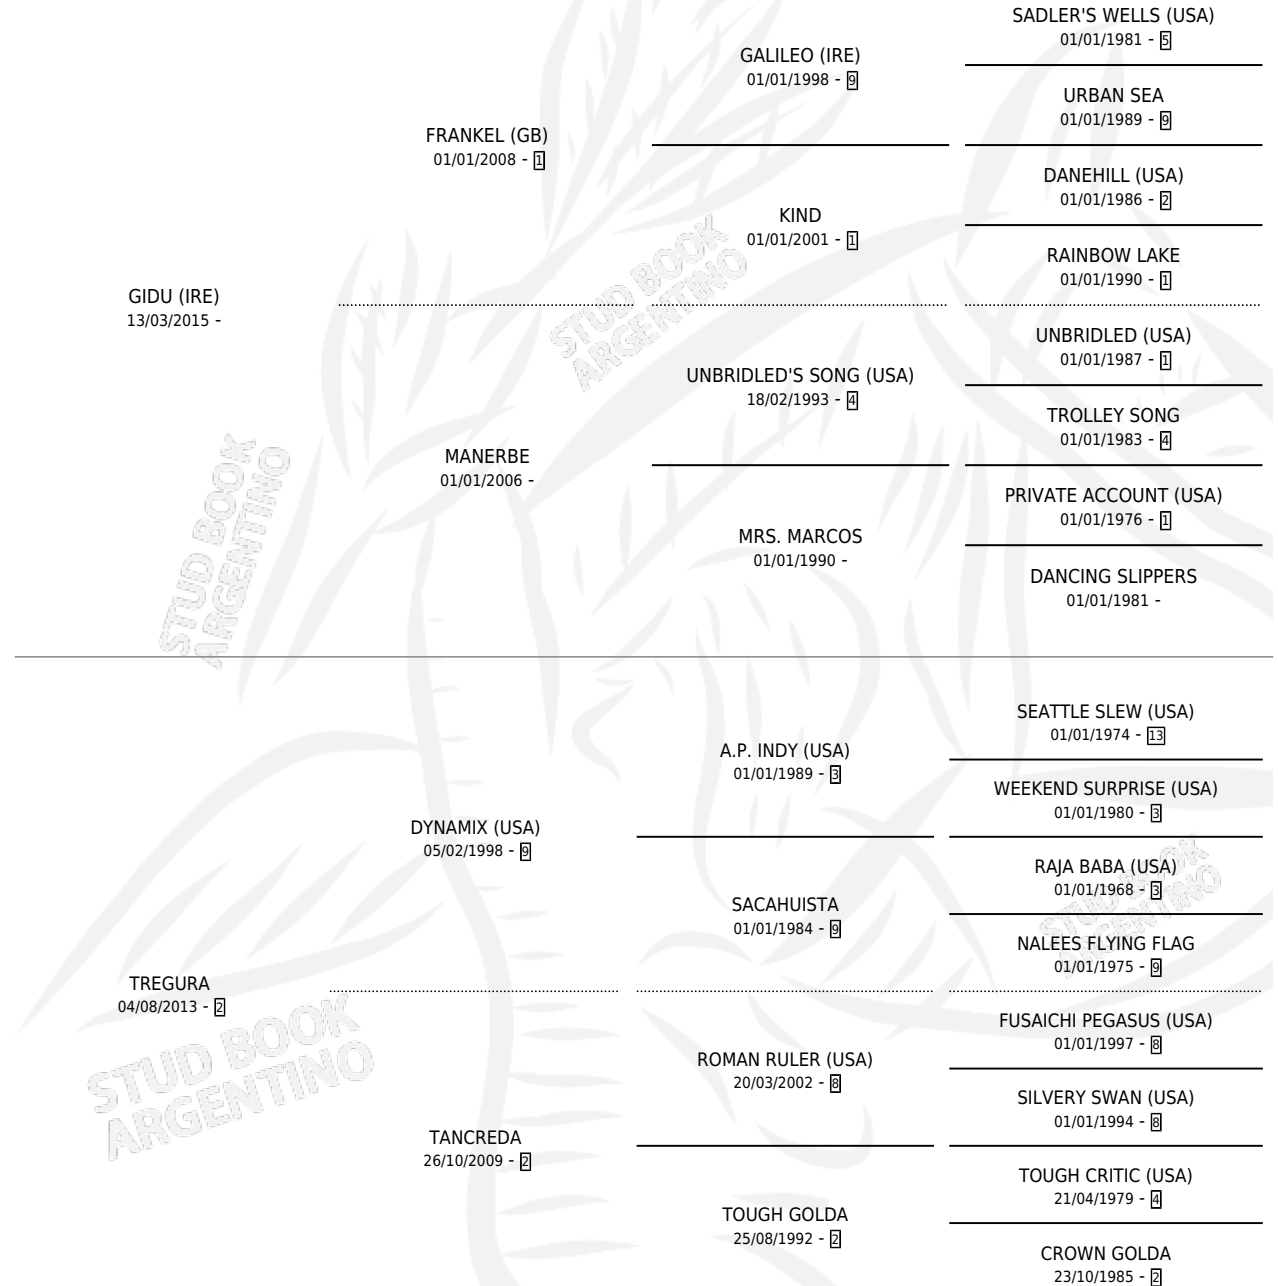 SADLER'S WELLS (USA)
01/01/1981 - 5
GALILEO (IRE)
01/01/1998 - 9
URBAN SEA
01/01/1989 - 9
FRANKEL (GB)
01/01/2008 - 1
DANEHILL (USA)
01/01/1986 - 2
KIND
01/01/2001 - 1
RAINBOW LAKE
01/01/1990 - 1
GIDU (IRE)
13/03/2015 -
STUD BOOK
ARGENTINO
UNBRIDLED (USA)
01/01/1987 - 1
UNBRIDLED'S SONG (USA)
18/02/1993 - 4
TROLLEY SONG
01/01/1983 - 4
MANERBE
01/01/2006 -
PRIVATE ACCOUNT (USA)
01/01/1976 - 1
MRS. MARCOS
01/01/1990 -
DANCING SLIPPERS
01/01/1981 -
STUD BOOK
ARGENTINO
SEATTLE SLEW (USA)
01/01/1974 - 13
A.P. INDY (USA)
01/01/1989 - 3
WEEKEND SURPRISE (USA)
01/01/1980 - 3
DYNAMIX (USA)
05/02/1998 - 9
RAJA BABA (USA)
01/01/1968 - 3
SACAHUISTA
01/01/1984 - 9
NALEES FLYING FLAG
01/01/1975 - 9
STUD BOOK
ARGENTINO
TREGURA
04/08/2013 - 2
FUSAICHI PEGASUS (USA)
01/01/1997 - 8
ROMAN RULER (USA)
20/03/2002 - 8
SILVERY SWAN (USA)
01/01/1994 - 8
STUD BOOK
ARGENTINO
TANCREDA
26/10/2009 - 2
TOUGH CRITIC (USA)
21/04/1979 - 4
TOUGH GOLDA
25/08/1992 - 2
CROWN GOLDA
23/10/1985 - 2